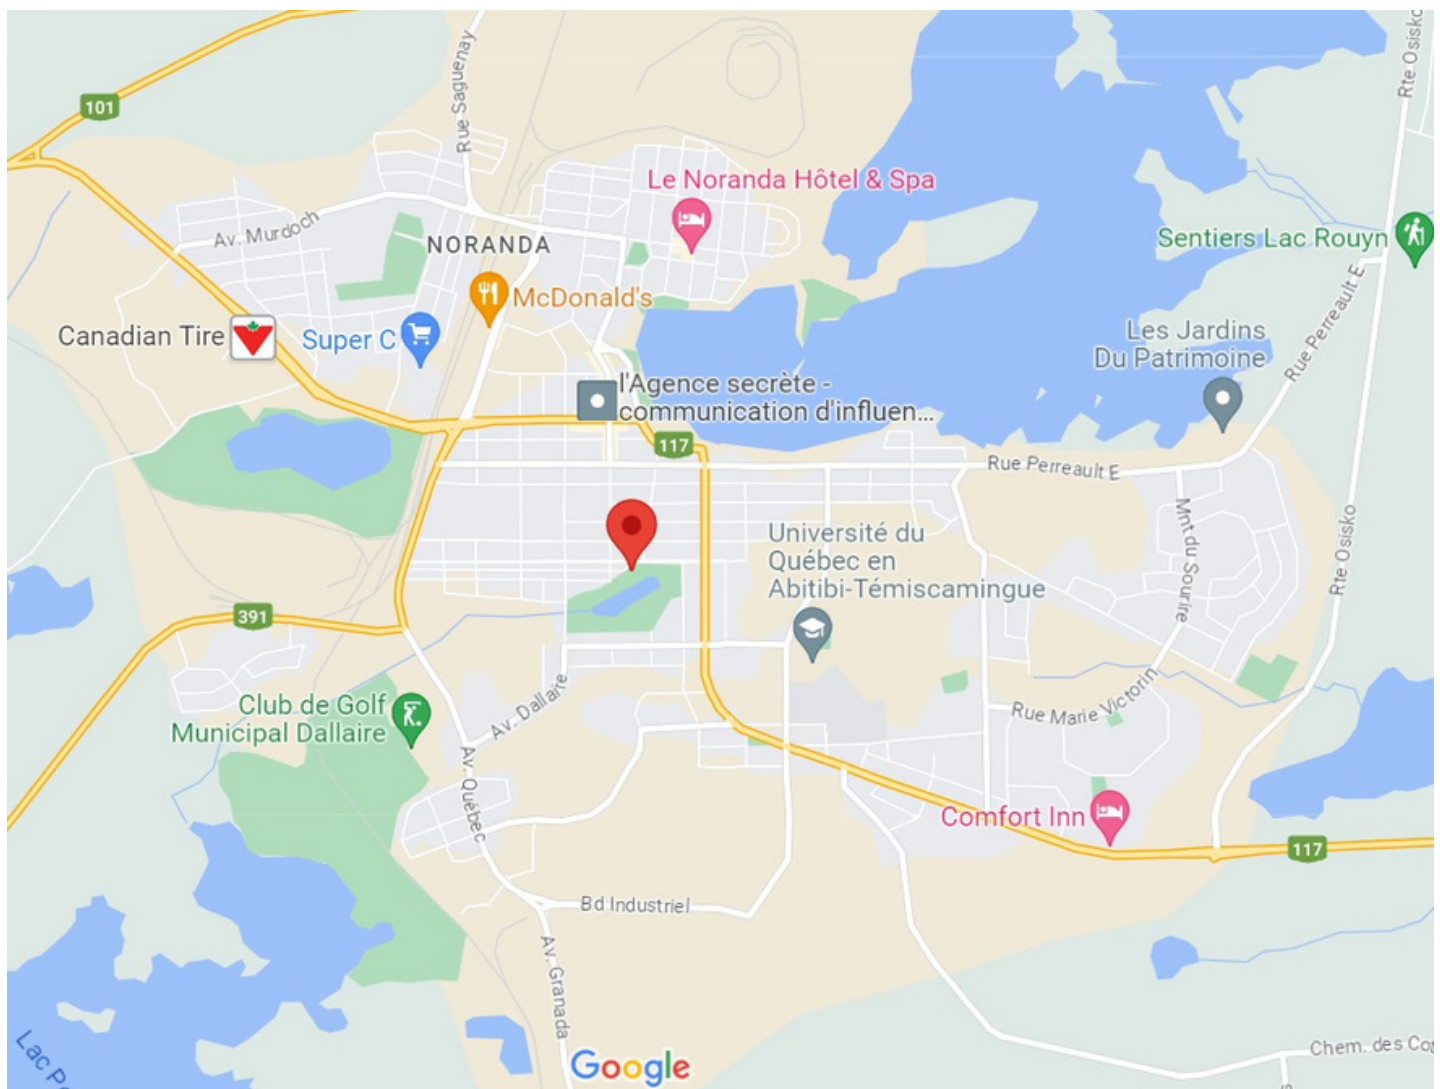 101
Rue Saguenay
Rte Osisko
Le Noranda Hôtel & Spa
Av. Murdoch
NORANDA
Sentiers Lac Rouyn
McDonald's
Canadian Tire
Super C
Les Jardins
Du Patrimoine
Rue Perreault E
l'Agence secrète -
communication d'influen...
117
Rue Perreault E
Mnt du Sourire
Université du
Québec en
Abitibi-Témiscamingue
Rte Osisko
391
Club de Golf
Municipal Dallaire
Av. Dallaire
Rue Marie Victorin
Av. Québec
Comfort Inn
117
Bd Industriel
Av. Granada
Lac
Chem. des
Google